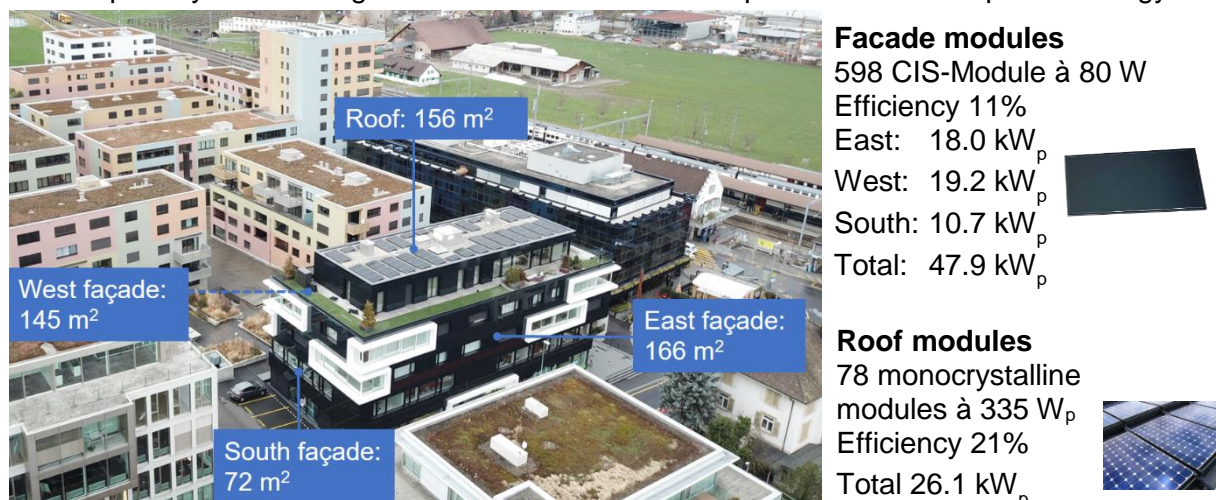 Roof: 156 m²
West façade:
145 m²
East façade:
166 m²
South façade:
72 m²
Facade modules
598 CIS-Module à 80 W
Efficiency 11%
East: 18.0 kWₚ
West: 19.2 kWₚ
South: 10.7 kWₚ
Total: 47.9 kWₚ
Roof modules
78 monocrystalline
modules à 335 Wₚ
Efficiency 21%
Total 26.1 kWₚ